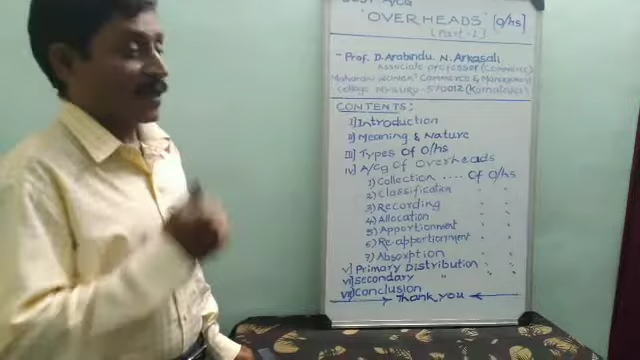 COST A/CG
"OVERHEADS" [O/hs]
(Part-1)
- Prof. D. Arabindu. N. Arkasali
Associate professor (Commerce)
Maharani Women's Commerce & Management
College MYSURU-570012 (Karnataka)
CONTENTS:
I] Introduction
II] Meaning & Nature
III] Types Of O/hs
IV] A/Cg Of Overheads
1) Collection .... Of O/hs
2) Classification " "
3) Recording " "
4) Allocation " "
5) Apportionment " "
6) Re-apportionment " "
7) Absorption " "
V] Primary Distribution " "
VI] Secondary " " "
VII] Conclusion
Thank you